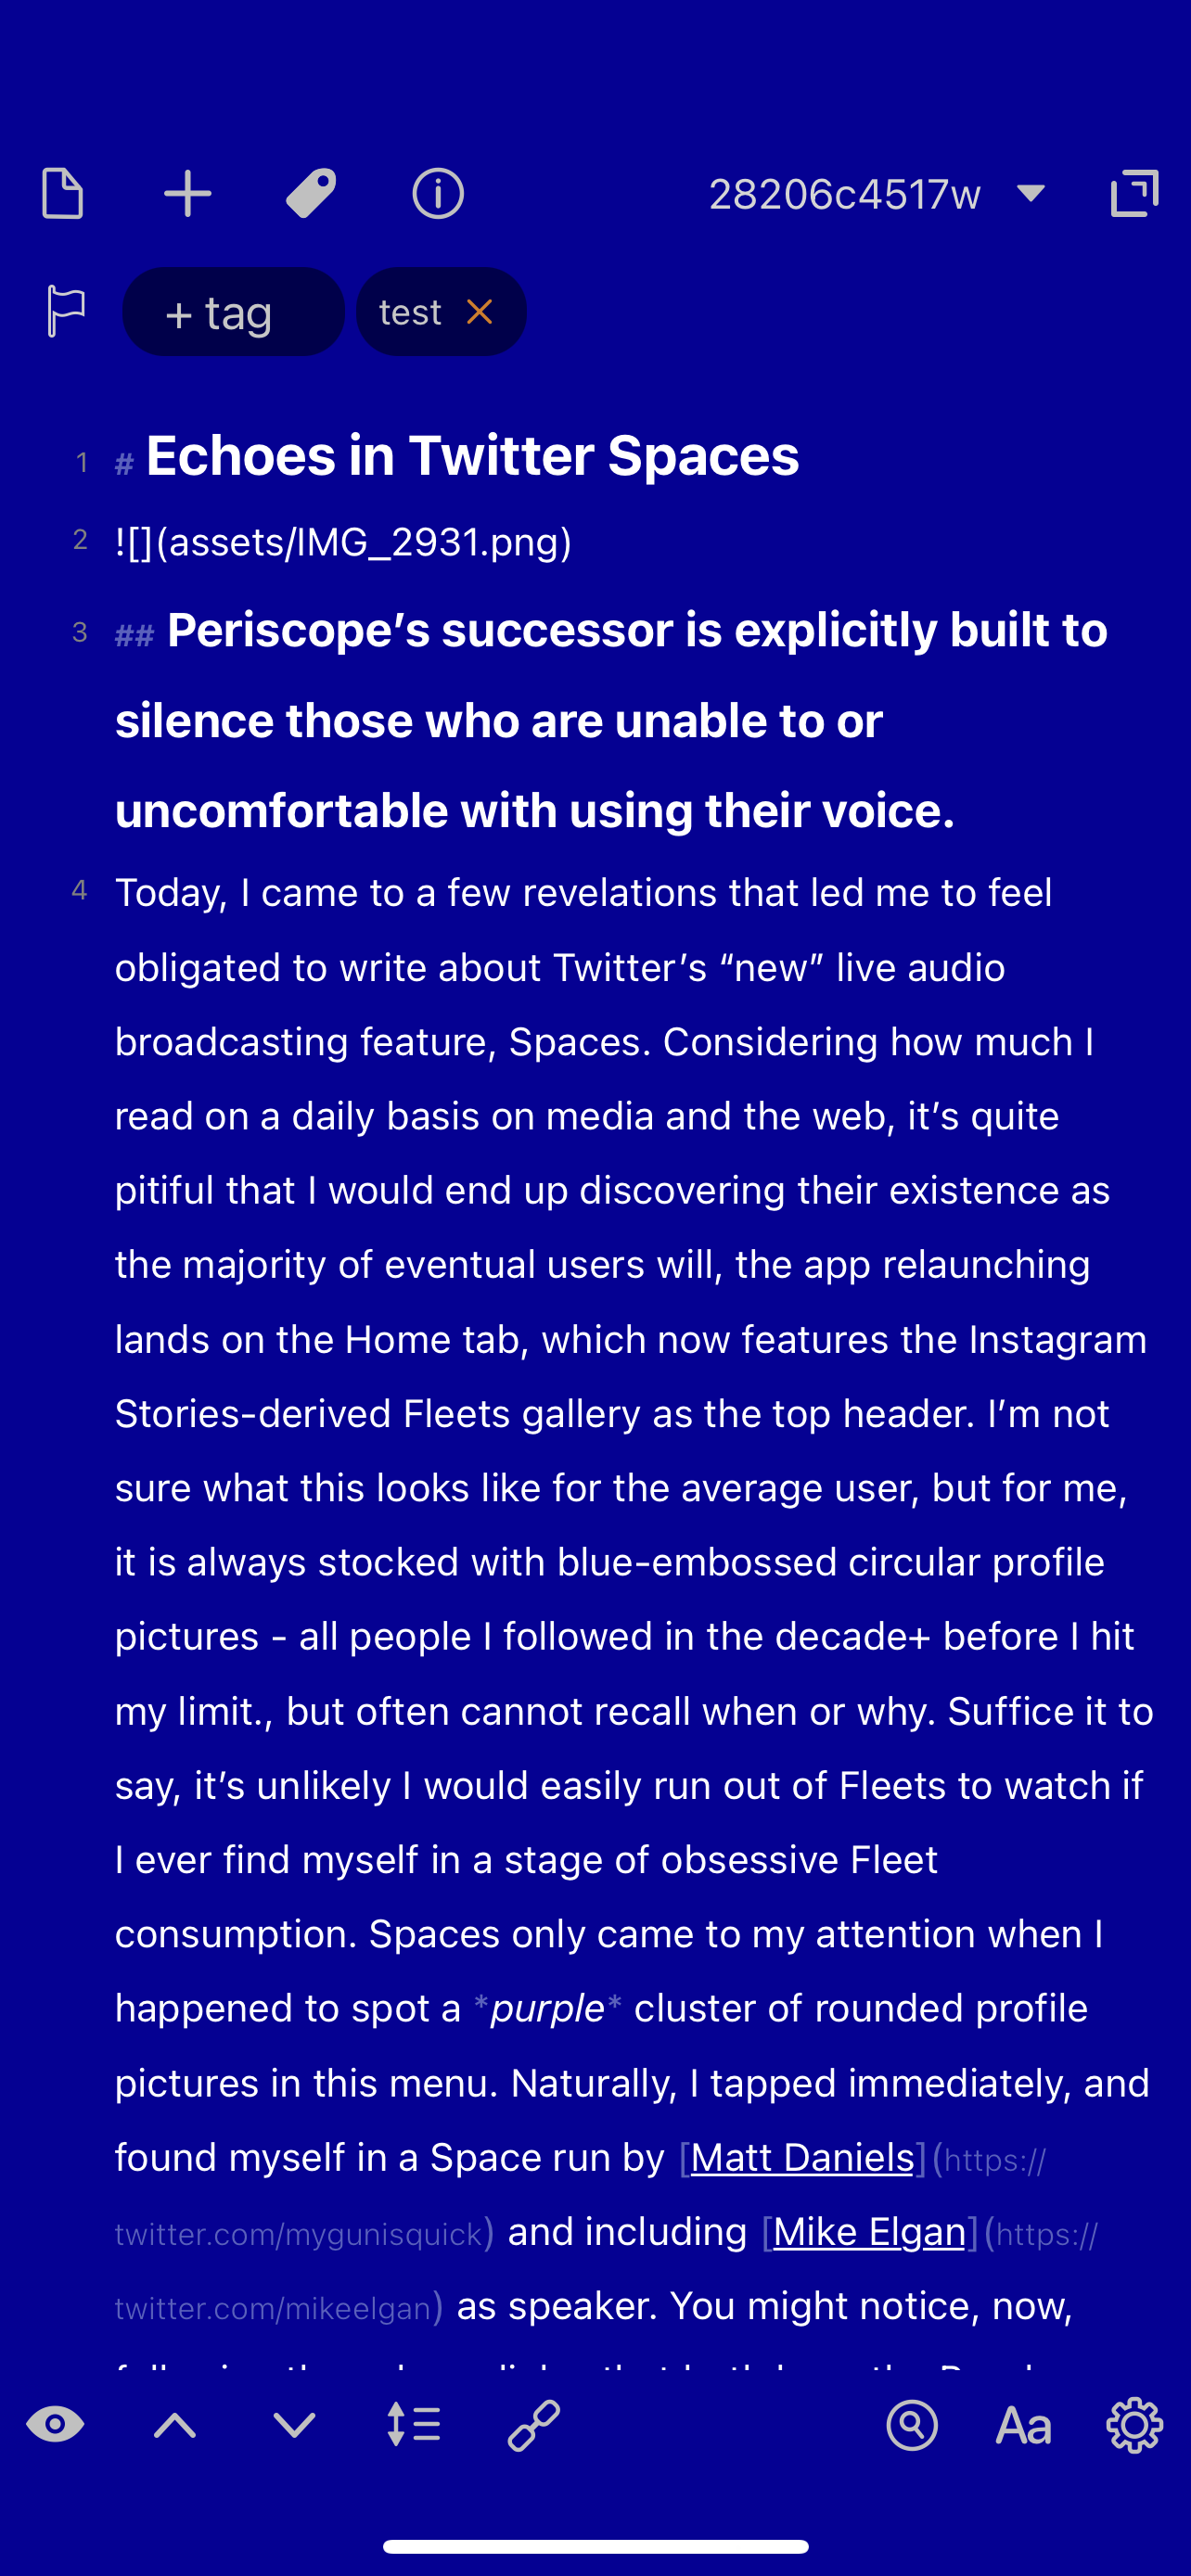 28206c4517w
+ tag
test
1 # Echoes in Twitter Spaces
2 ![](assets/IMG_2931.png)
3 ## Periscope’s successor is explicitly built to
silence those who are unable to or
uncomfortable with using their voice.
4 Today, I came to a few revelations that led me to feel
obligated to write about Twitter’s “new” live audio
broadcasting feature, Spaces. Considering how much I
read on a daily basis on media and the web, it’s quite
pitiful that I would end up discovering their existence as
the majority of eventual users will, the app relaunching
lands on the Home tab, which now features the Instagram
Stories-derived Fleets gallery as the top header. I’m not
sure what this looks like for the average user, but for me,
it is always stocked with blue-embossed circular profile
pictures - all people I followed in the decade+ before I hit
my limit., but often cannot recall when or why. Suffice it to
say, it’s unlikely I would easily run out of Fleets to watch if
I ever find myself in a stage of obsessive Fleet
consumption. Spaces only came to my attention when I
happened to spot a *purple* cluster of rounded profile
pictures in this menu. Naturally, I tapped immediately, and
found myself in a Space run by [Matt Daniels](https://
twitter.com/mygunisquick) and including [Mike Elgan](https://
twitter.com/mikeelgan) as speaker. You might notice, now,
Aa